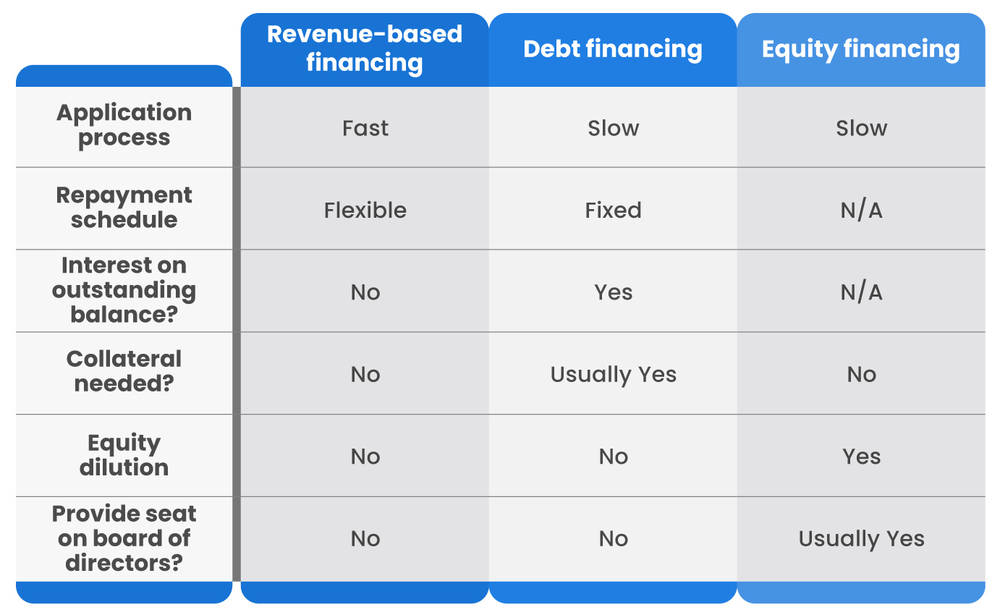 Revenue-based
financing
Debt financing
Equity financing
Application
process
Fast
Slow
Slow
Repayment
schedule
Flexible
Fixed
N/A
Interest on
outstanding
balance?
No
Yes
N/A
Collateral
needed?
No
Usually Yes
No
Equity
dilution
No
No
Yes
Provide seat
on board of
directors?
No
No
Usually Yes